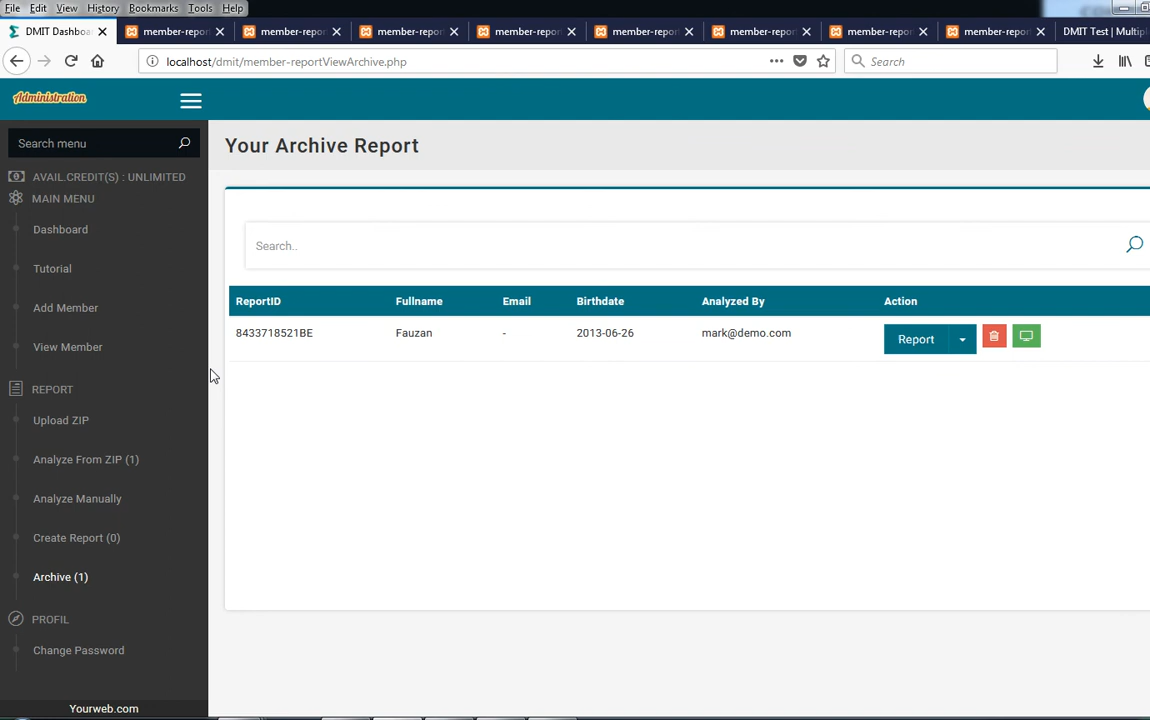 File Edit View History Bookmarks Tools Help
DMIT Dashboa member-repor member-repor member-repor member-repor member-repor member-repor member-repor member-repor DMIT Test | Multiple
localhost/dmit/member-reportViewArchive.php Search
Administration
Search menu
AVAIL.CREDIT(S) : UNLIMITED
MAIN MENU
Dashboard
Tutorial
Add Member
View Member
REPORT
Upload ZIP
Analyze From ZIP (1)
Analyze Manually
Create Report (0)
Archive (1)
PROFIL
Change Password
Yourweb.com
Your Archive Report
Search..
ReportID Fullname Email Birthdate Analyzed By Action
8433718521BE Fauzan - 2013-06-26 mark@demo.com Report